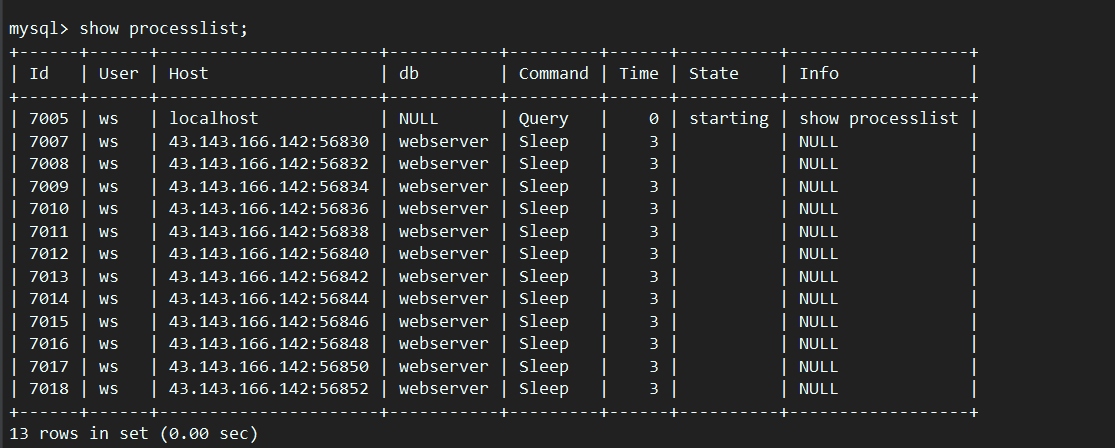 mysql> show processlist;
+------+------+----------------------+-----------+---------+------+----------+------------------+
| Id   | User | Host                 | db        | Command | Time | State    | Info             |
+------+------+----------------------+-----------+---------+------+----------+------------------+
| 7005 | ws   | localhost            | NULL      | Query   |    0 | starting | show processlist |
| 7007 | ws   | 43.143.166.142:56830 | webserver | Sleep   |    3 |          | NULL             |
| 7008 | ws   | 43.143.166.142:56832 | webserver | Sleep   |    3 |          | NULL             |
| 7009 | ws   | 43.143.166.142:56834 | webserver | Sleep   |    3 |          | NULL             |
| 7010 | ws   | 43.143.166.142:56836 | webserver | Sleep   |    3 |          | NULL             |
| 7011 | ws   | 43.143.166.142:56838 | webserver | Sleep   |    3 |          | NULL             |
| 7012 | ws   | 43.143.166.142:56840 | webserver | Sleep   |    3 |          | NULL             |
| 7013 | ws   | 43.143.166.142:56842 | webserver | Sleep   |    3 |          | NULL             |
| 7014 | ws   | 43.143.166.142:56844 | webserver | Sleep   |    3 |          | NULL             |
| 7015 | ws   | 43.143.166.142:56846 | webserver | Sleep   |    3 |          | NULL             |
| 7016 | ws   | 43.143.166.142:56848 | webserver | Sleep   |    3 |          | NULL             |
| 7017 | ws   | 43.143.166.142:56850 | webserver | Sleep   |    3 |          | NULL             |
| 7018 | ws   | 43.143.166.142:56852 | webserver | Sleep   |    3 |          | NULL             |
+------+------+----------------------+-----------+---------+------+----------+------------------+
13 rows in set (0.00 sec)